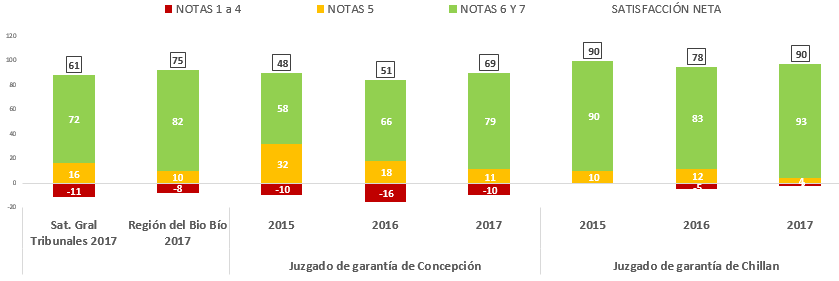 NOTAS 1 a 4 NOTAS 5 NOTAS 6 Y 7 SATISFACCIÓN NETA
120
100
80
60
40
20
0
-20
61 75 48 51 69 90 78 90
72 82 58 66 79 90 83 93
16 10 32 18 11 10 12 4
-11 -8 -10 -16 -10 -5
Sat. Gral
Tribunales 2017
Región del Bio Bío
2017
2015 2016 2017 2015 2016 2017
Juzgado de garantía de Concepción Juzgado de garantía de Chillan